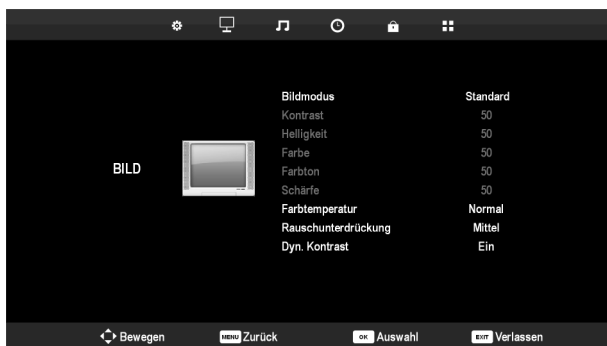 Bildmodus Standard
Kontrast 50
Helligkeit 50
Farbe 50
BILD
Farbton 50
Schärfe 50
Farbtemperatur Normal
Rauschunterdrückung Mittel
Dyn. Kontrast Ein
Bewegen MENU Zurück OK Auswahl EXIT Verlassen